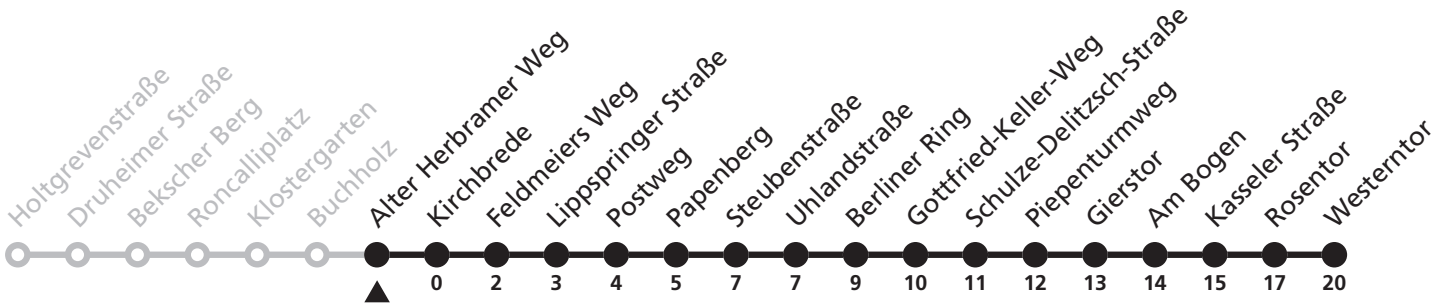 Holtgrevenstraße
Druheimer Straße
Bekscher Berg
Roncalliplatz
Klostergarten
Buchholz
Alter Herbramer Weg
Kirchbrede
Feldmeiers Weg
Lippspringer Straße
Postweg
Papenberg
Steubenstraße
Uhlandstraße
Berliner Ring
Gottfried-Keller-Weg
Schulze-Delitzsch-Straße
Piepenturmweg
Gierstor
Am Bogen
Kasseler Straße
Rosentor
Westerntor
0 2 3 4 5 7 7 9 10 11 12 13 14 15 17 20